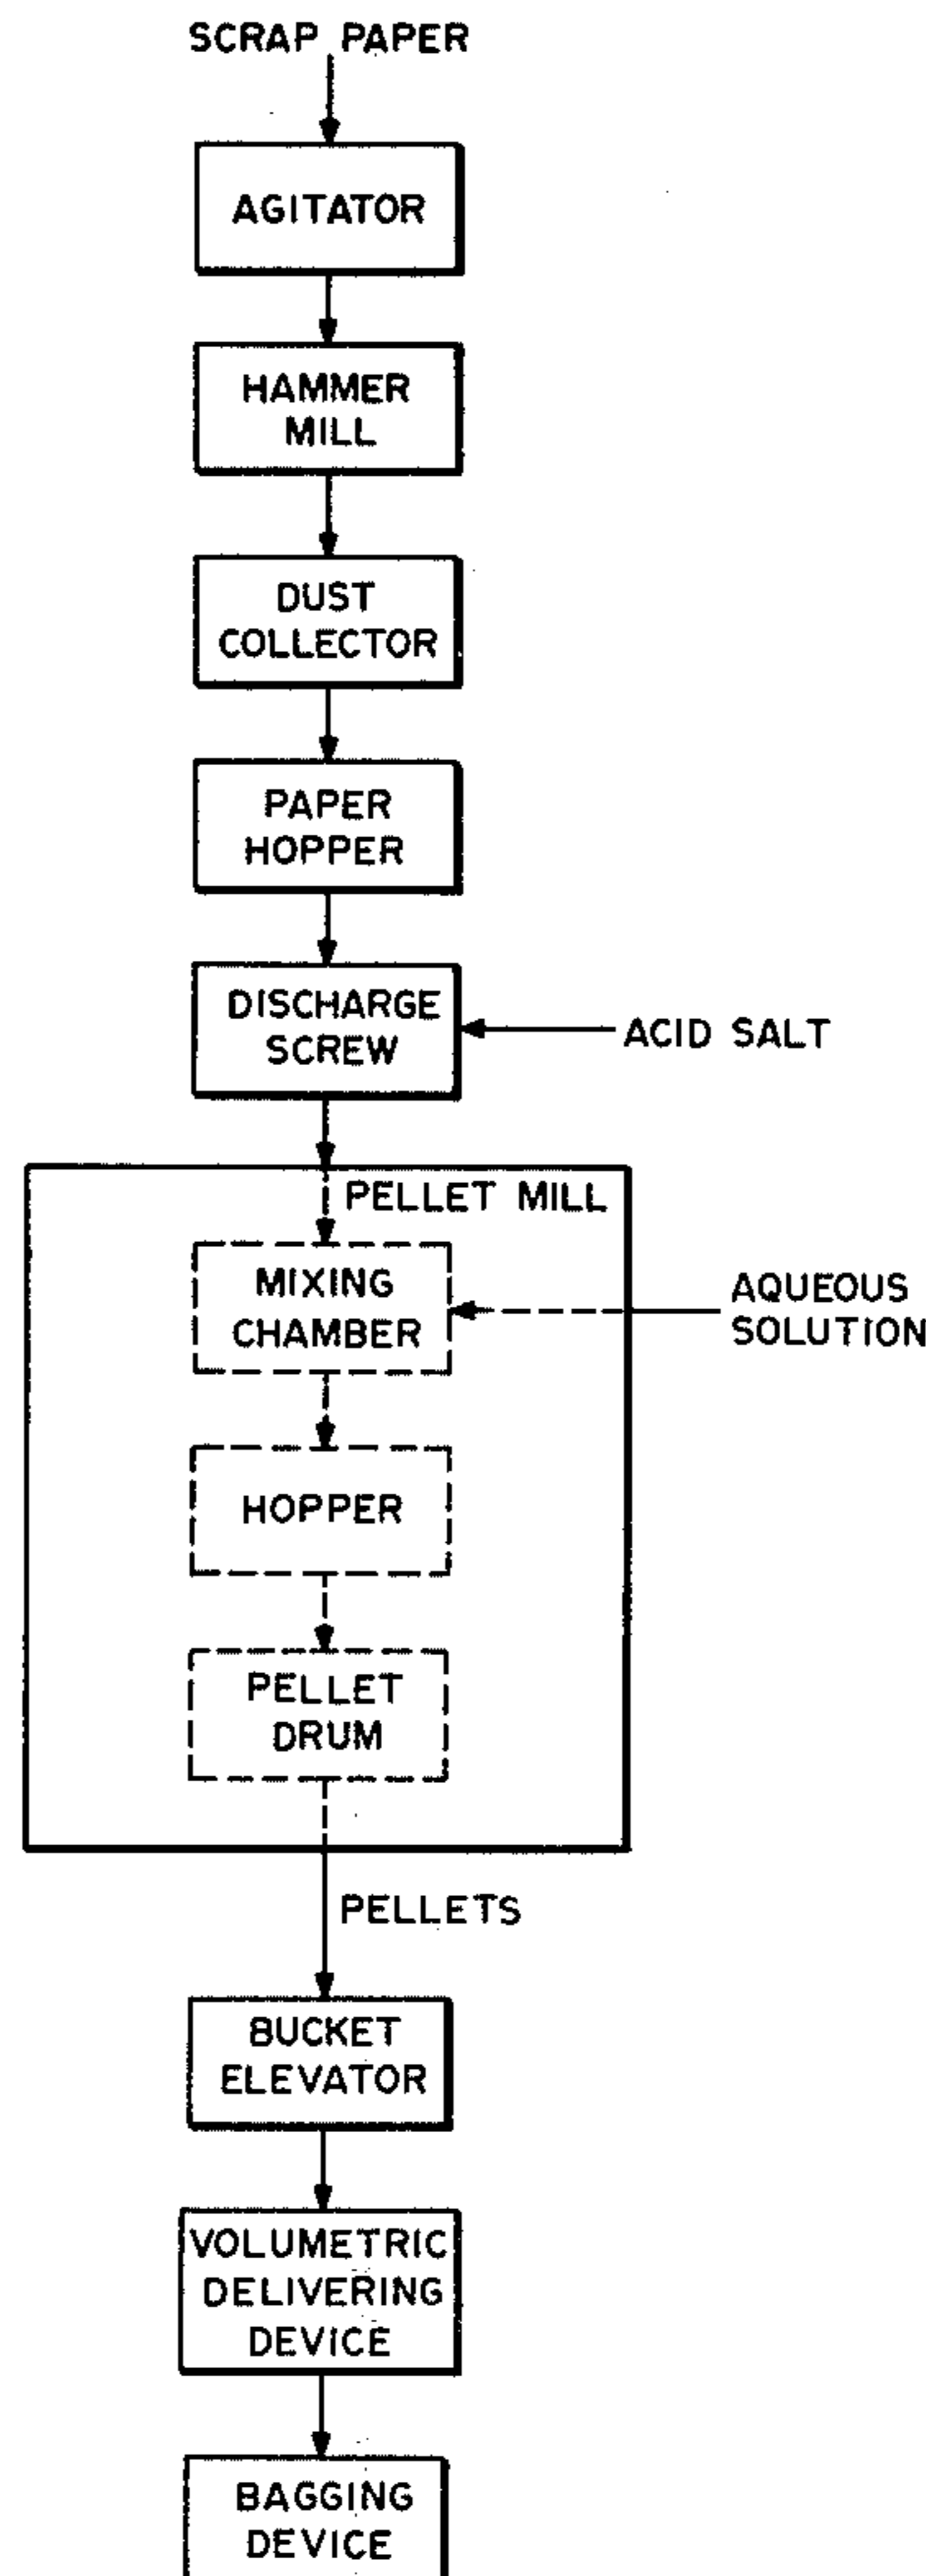 SCRAP PAPER
AGITATOR
HAMMER
MILL
DUST
COLLECTOR
PAPER
HOPPER
DISCHARGE
SCREW
ACID SALT
PELLET MILL
MIXING
CHAMBER
AQUEOUS
SOLUTION
HOPPER
PELLET
DRUM
PELLETS
BUCKET
ELEVATOR
VOLUMETRIC
DELIVERING
DEVICE
BAGGING
DEVICE